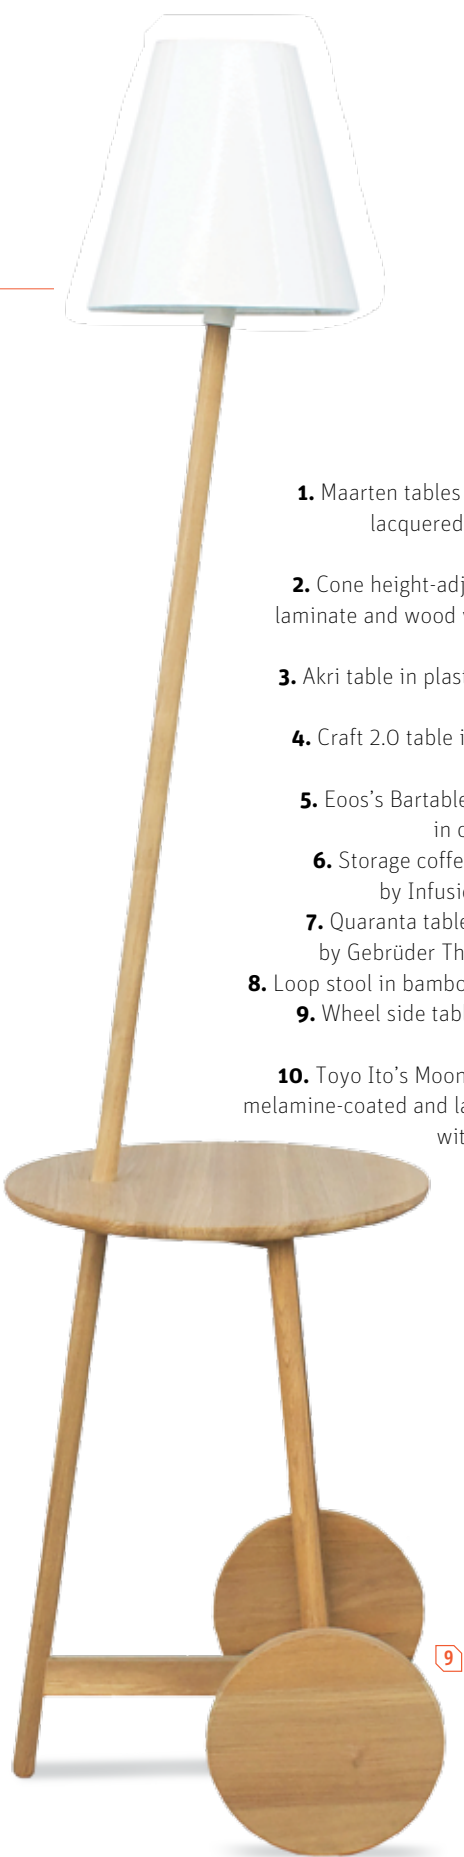 1. Maarten tables
lacquered
2. Cone height-adj
laminate and wood
3. Akri table in plast
4. Craft 2.0 table i
5. Eoos's Bartable
in
6. Storage coffe
by Infusi
7. Quaranta table
by Gebrüder Th
8. Loop stool in bambo
9. Wheel side tabl
10. Toyo Ito's Moon
melamine-coated and la
wit
9